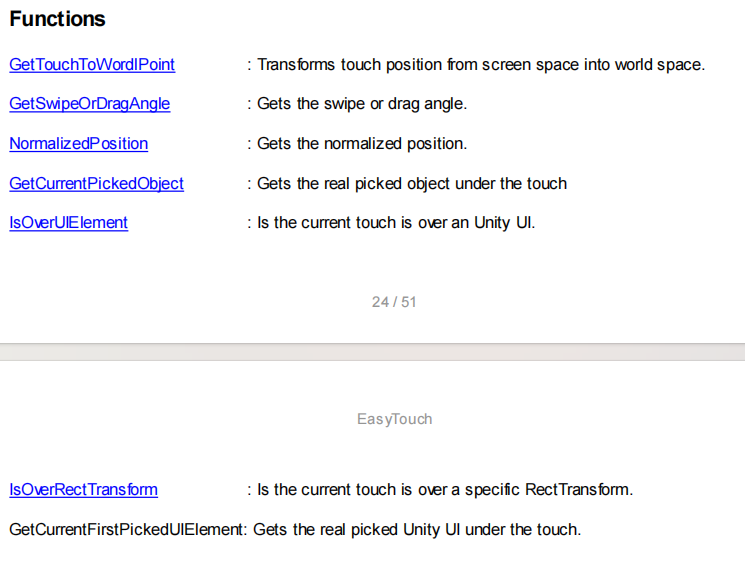 Functions
GetTouchToWordlPoint : Transforms touch position from screen space into world space.
GetSwipeOrDragAngle : Gets the swipe or drag angle.
NormalizedPosition : Gets the normalized position.
GetCurrentPickedObject : Gets the real picked object under the touch
IsOverUIElement : Is the current touch is over an Unity UI.
24 / 51
EasyTouch
IsOverRectTransform : Is the current touch is over a specific RectTransform.
GetCurrentFirstPickedUIElement: Gets the real picked Unity UI under the touch.